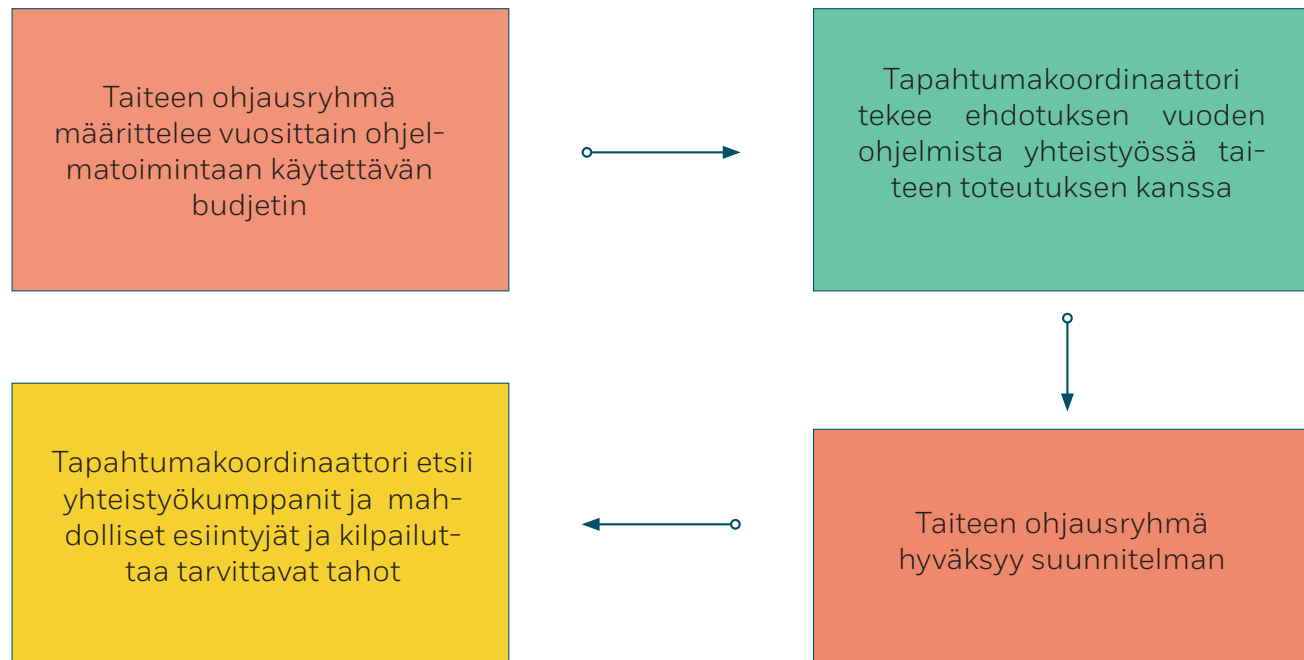 Taiteen ohjausryhmä
määrittelee vuosittain ohjel-
matoimintaan käytettävän
budjetin
Tapahtumakoordinaattori
tekee ehdotuksen vuoden
ohjelmista yhteistyössä tai-
teen toteutuksen kanssa
Taiteen ohjausryhmä
hyväksyy suunnitelman
Tapahtumakoordinaattori etsii
yhteistyökumppanit ja mah-
dolliset esiintyjät ja kilpailut-
taa tarvittavat tahot